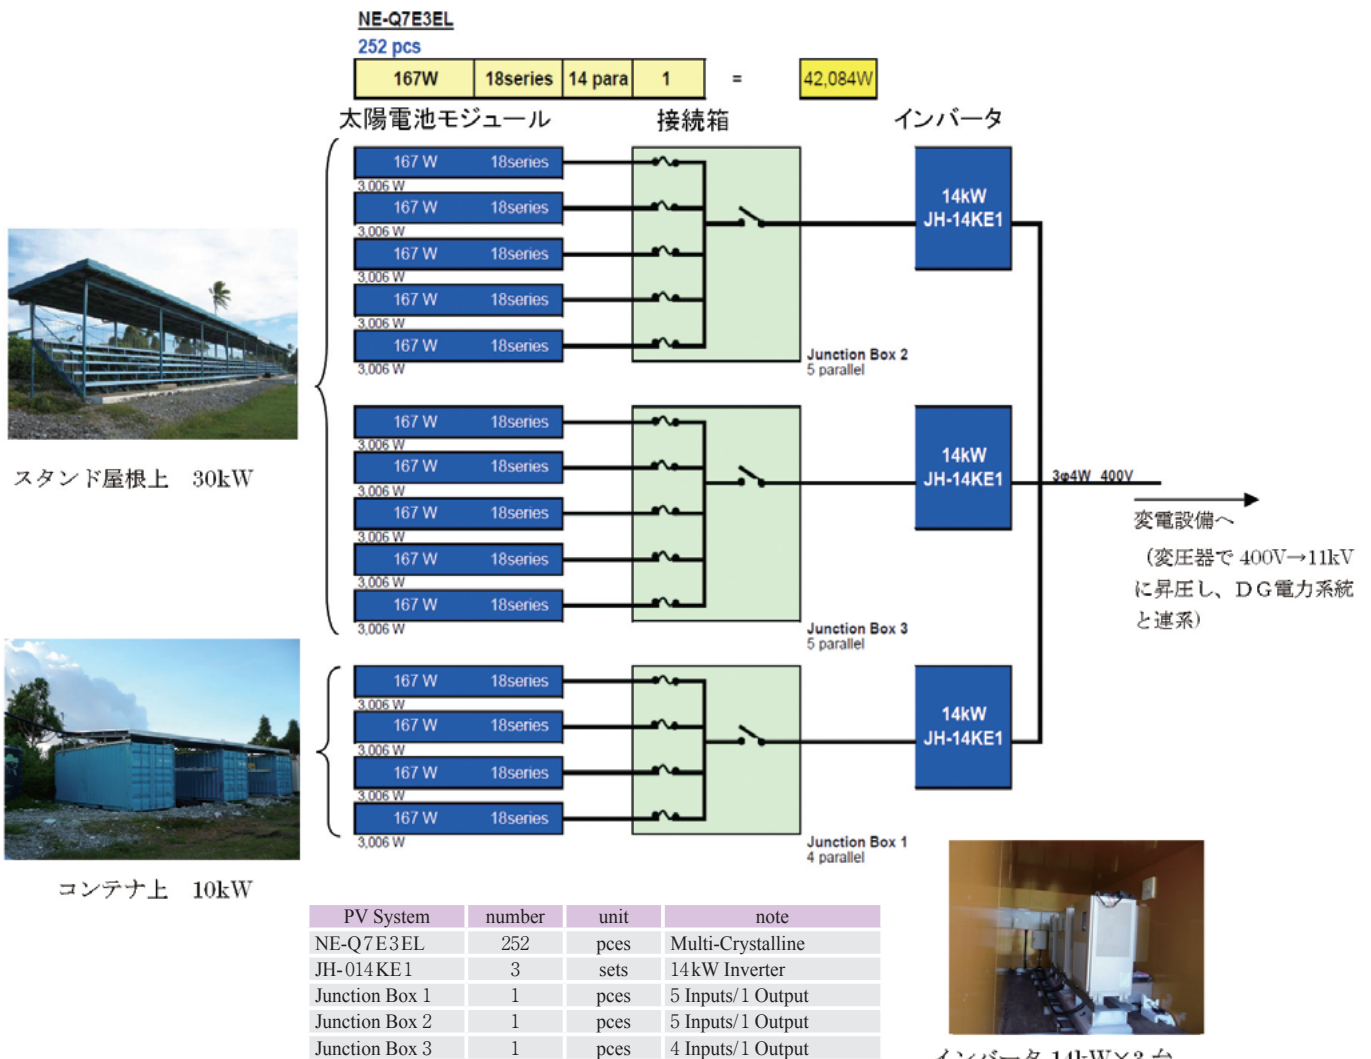 NE-Q7E3EL
252 pcs
167W 18series 14 para 1 = 42,084W
太陽電池モジュール 接続箱 インバータ
167 W 18series
3,006 W
167 W 18series
3,006 W
167 W 18series
3,006 W
167 W 18series
3,006 W
167 W 18series
3,006 W
Junction Box 2
5 parallel
14kW
JH-14KE1
スタンド屋根上 30kW
167 W 18series
3,006 W
167 W 18series
3,006 W
167 W 18series
3,006 W
167 W 18series
3,006 W
167 W 18series
3,006 W
Junction Box 3
5 parallel
14kW
JH-14KE1
3φ4W 400V
変電設備へ
(変圧器で 400V→11kV
に昇圧し、DG電力系統
と連系)
167 W 18series
3,006 W
167 W 18series
3,006 W
167 W 18series
3,006 W
167 W 18series
3,006 W
Junction Box 1
4 parallel
14kW
JH-14KE1
コンテナ上 10kW
PV System number unit note
NE-Q7E3EL 252 pces Multi-Crystalline
JH-014KE1 3 sets 14kW Inverter
Junction Box 1 1 pces 5 Inputs/1 Output
Junction Box 2 1 pces 5 Inputs/1 Output
Junction Box 3 1 pces 4 Inputs/1 Output
インバータ 14kW×3 台